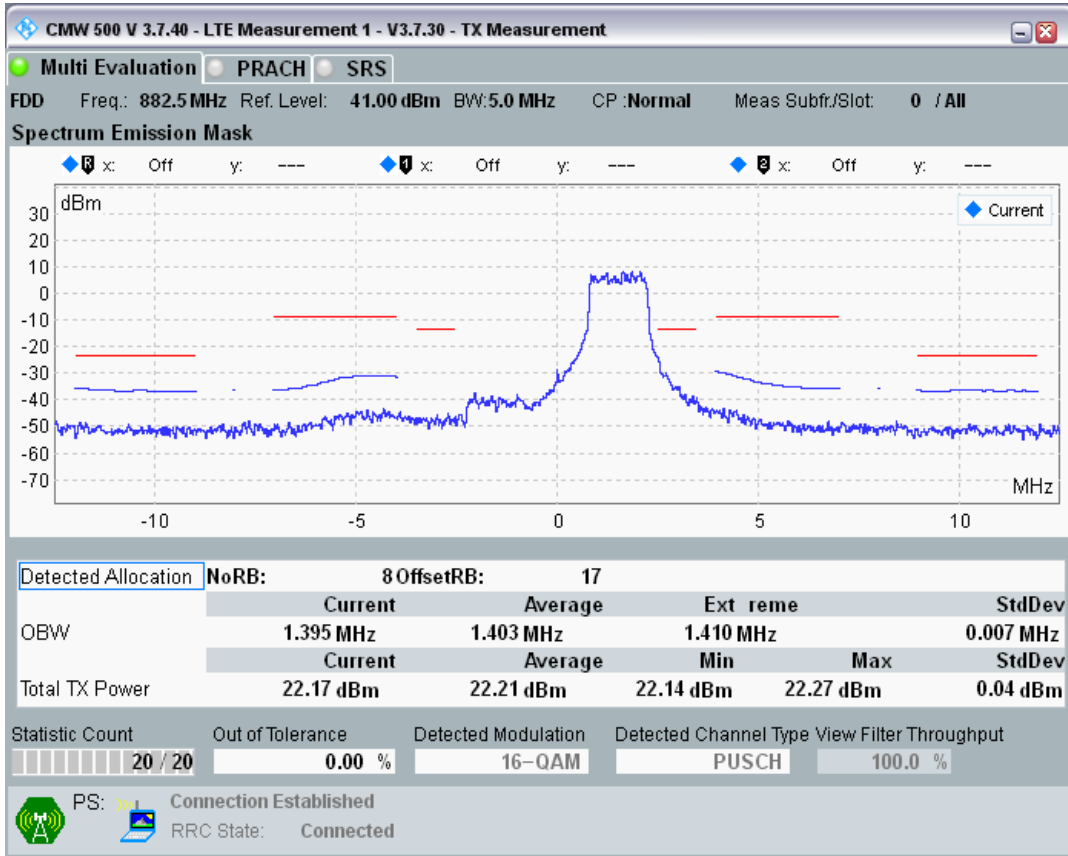 CMW 500 V 3.7.40 - LTE Measurement 1 - V3.7.30 - TX Measurement
Multi Evaluation PRACH SRS
FDD Freq.: 882.5 MHz Ref. Level: 41.00 dBm BW: 5.0 MHz CP : Normal Meas Subfr./Slot: 0 / All
Spectrum Emission Mask
R x: Off y: --- 1 x: Off y: --- 2 x: Off y: ---
dBm
Current
30
20
10
0
-10
-20
-30
-40
-50
-60
-70
MHz
-10 -5 0 5 10
Detected Allocation NoRB: 8 OffsetRB: 17
Current Average Ext reme StdDev
OBW 1.395 MHz 1.403 MHz 1.410 MHz 0.007 MHz
Current Average Min Max StdDev
Total TX Power 22.17 dBm 22.21 dBm 22.14 dBm 22.27 dBm 0.04 dBm
Statistic Count Out of Tolerance Detected Modulation Detected Channel Type View Filter Throughput
20 / 20 0.00 % 16-QAM PUSCH 100.0 %
PS: Connection Established
RRC State: Connected